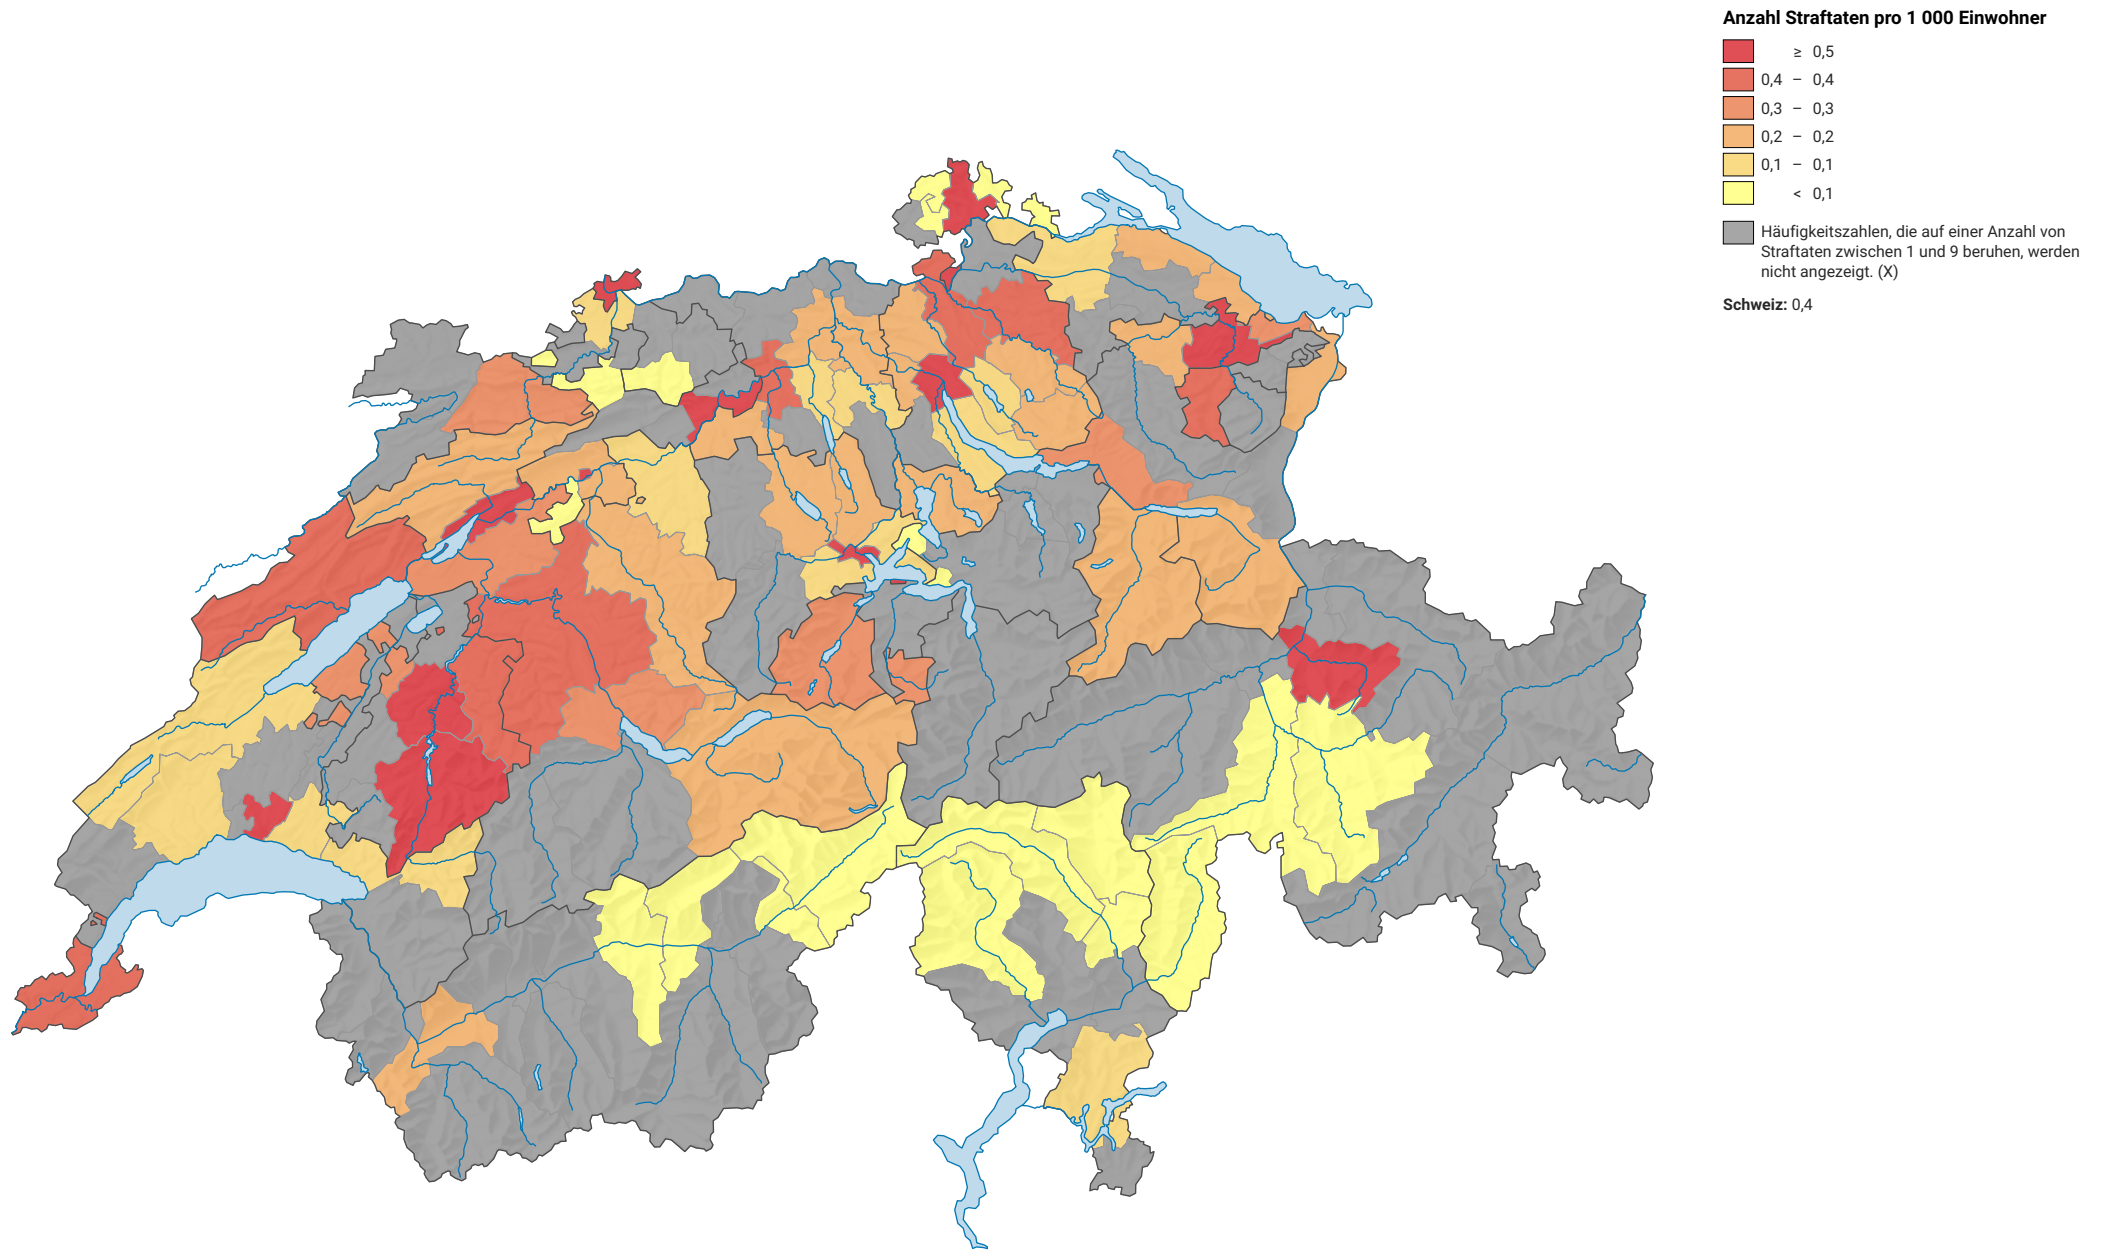 Anzahl Straftaten pro 1 000 Einwohner
≥ 0,5
0,4 – 0,4
0,3 – 0,3
0,2 – 0,2
0,1 – 0,1
< 0,1
Häufigkeitszahlen, die auf einer Anzahl von
Straftaten zwischen 1 und 9 beruhen, werden
nicht angezeigt. (X)
Schweiz: 0,4